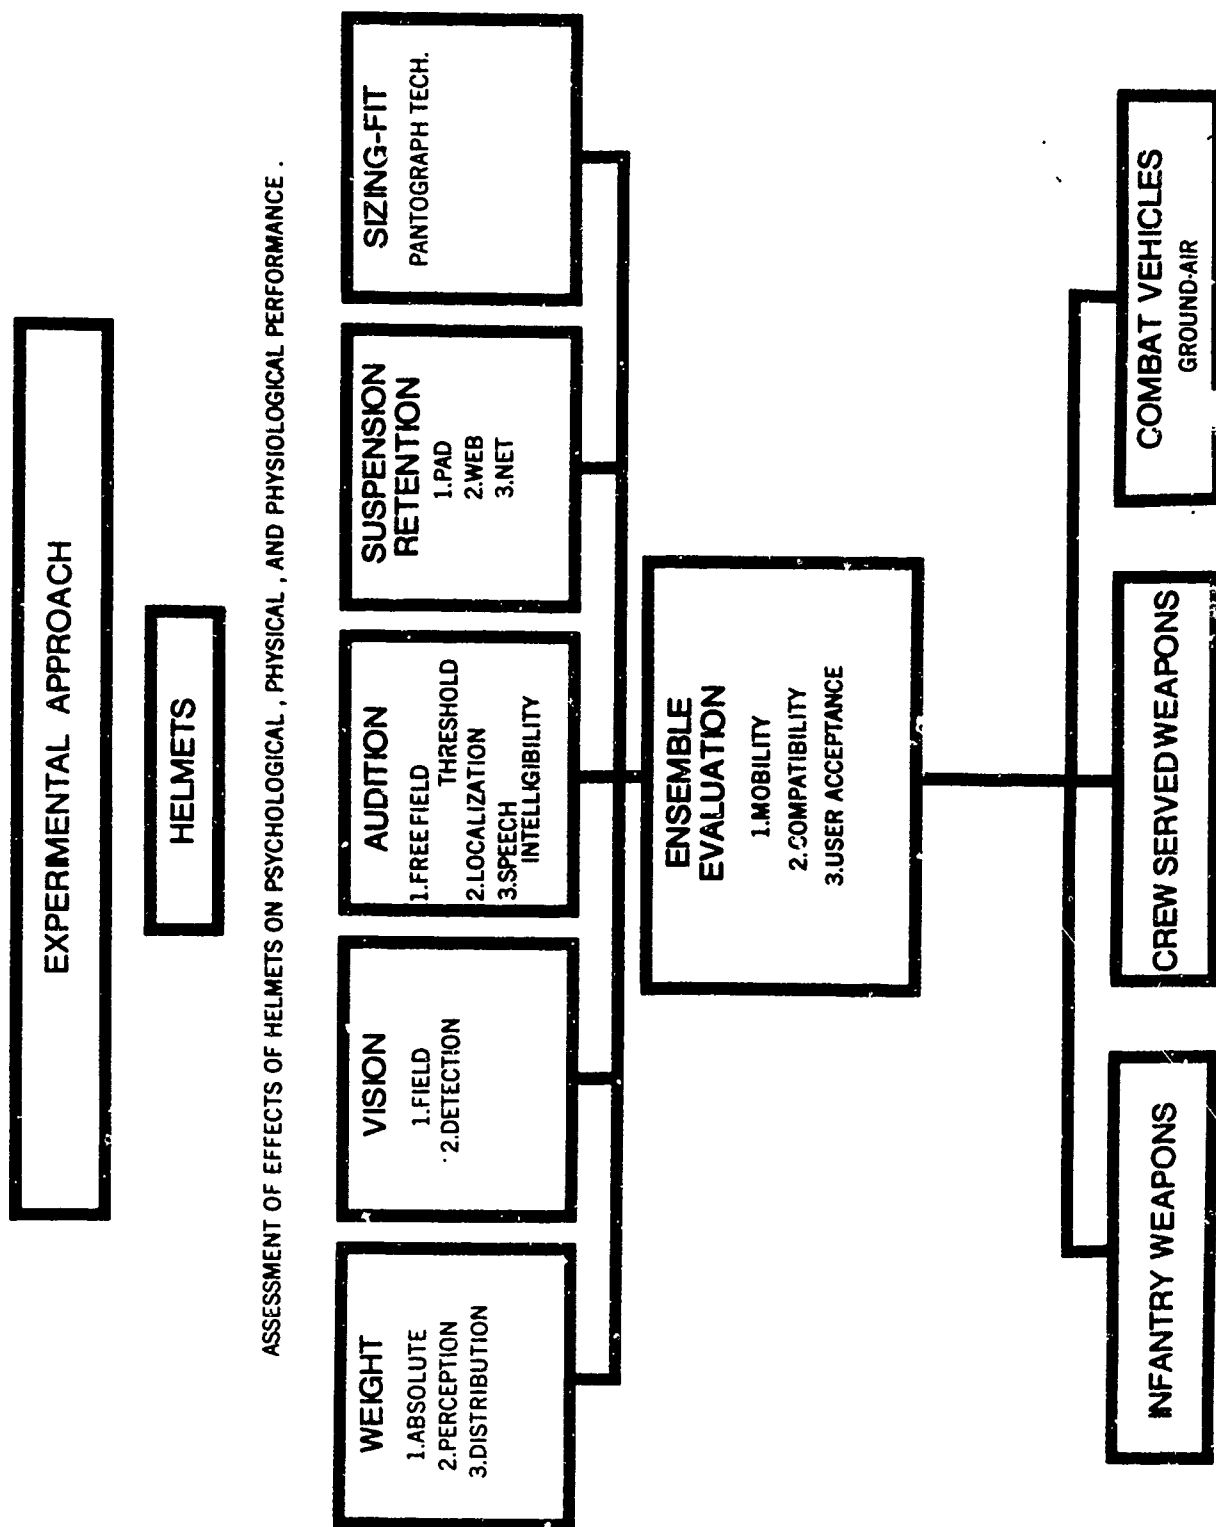 EXPERIMENTAL APPROACH
HELMETS
ASSESSMENT OF EFFECTS OF HELMETS ON PSYCHOLOGICAL, PHYSICAL, AND PHYSIOLOGICAL PERFORMANCE.
WEIGHT
1.ABSOLUTE
2.PERCEPTION
3.DISTRIBUTION
VISION
1.FIELD
2.DETECTION
AUDITION
1.FREE FIELD
THRESHOLD
2.LOCALIZATION
3.SPEECH
INTELLIGIBILITY
SUSPENSION
RETENTION
1.PAD
2.WEB
3.NET
SIZING-FIT
PANTOGRAPH TECH.
ENSEMBLE
EVALUATION
1.MOBILITY
2.COMPATIBILITY
3.USER ACCEPTANCE
INFANTRY WEAPONS
CREW SERVED WEAPONS
COMBAT VEHICLES
GROUND-AIR